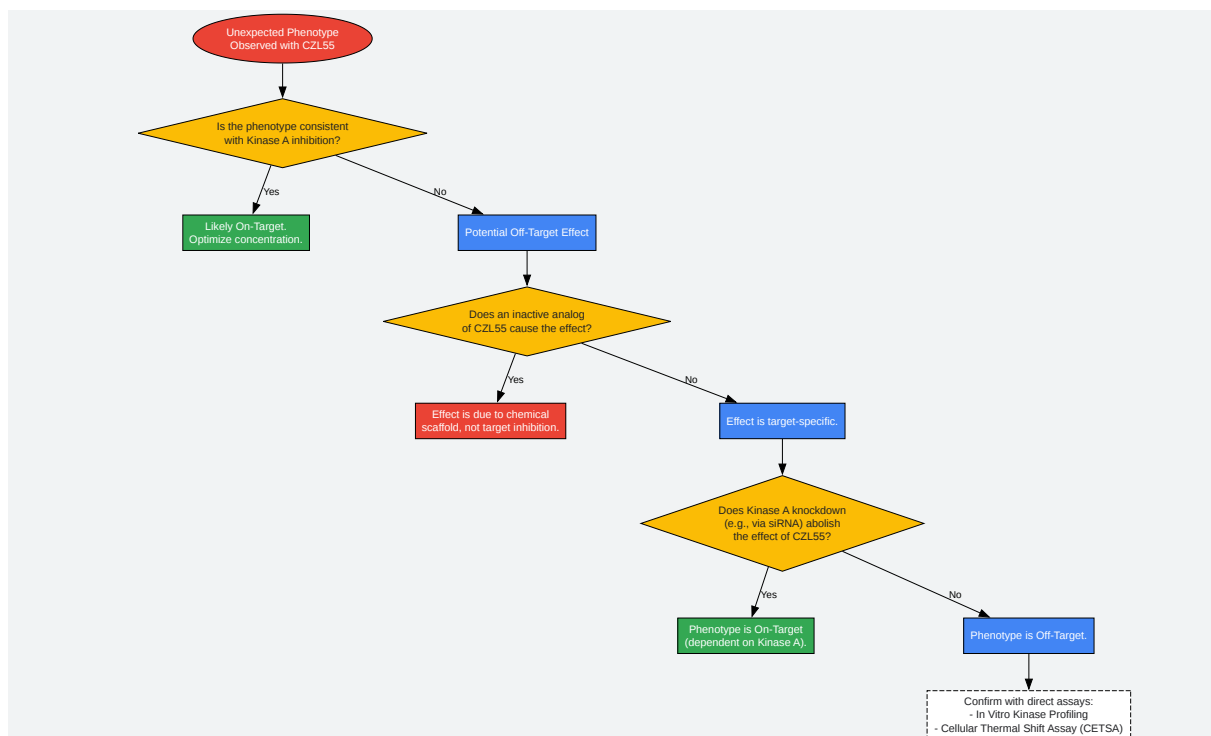 Unexpected Phenotype
Observed with CZL55
Is the phenotype consistent
with Kinase A inhibition?
Yes
No
Likely On-Target.
Optimize concentration.
Potential Off-Target Effect
Does an inactive analog
of CZL55 cause the effect?
Yes
No
Effect is due to chemical
scaffold, not target inhibition.
Effect is target-specific.
Does Kinase A knockdown
(e.g., via siRNA) abolish
the effect of CZL55?
Yes
No
Phenotype is On-Target
(dependent on Kinase A).
Phenotype is Off-Target.
Confirm with direct assays:
- In Vitro Kinase Profiling
- Cellular Thermal Shift Assay (CETSA)